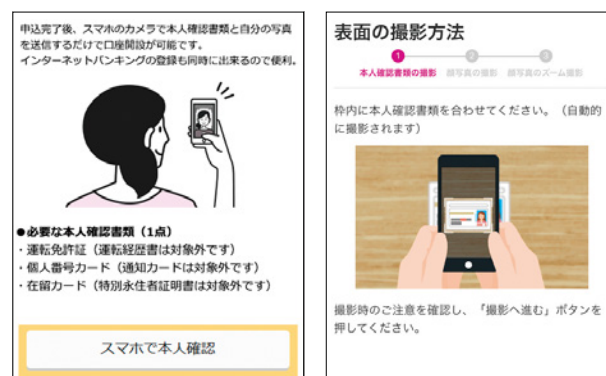 申込完了後、スマホのカメラで本人確認書類と自分の写真
を送信するだけで口座開設が可能です。
インターネットバンキングの登録も同時に出来るので便利。
●必要な本人確認書類（1点）
・運転免許証（運転経歴書は対象外です）
・個人番号カード（通知カードは対象外です）
・在留カード（特別永住者証明書は対象外です）
スマホで本人確認
表面の撮影方法
1 2 3
本人確認書類の撮影 顔写真の撮影 顔写真のズーム撮影
枠内に本人確認書類を合わせてください。（自動的
に撮影されます）
撮影時のご注意を確認し、「撮影へ進む」ボタンを
押してください。